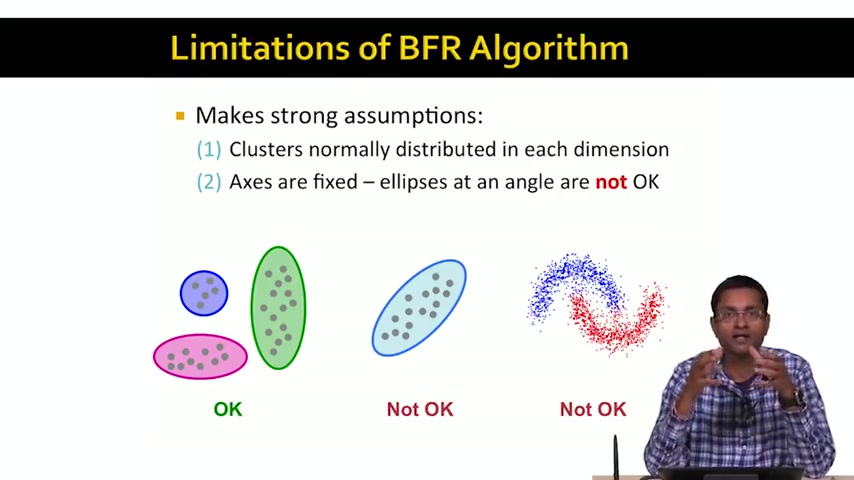 Limitations of BFR Algorithm
Makes strong assumptions:
(1) Clusters normally distributed in each dimension
(2) Axes are fixed – ellipses at an angle are not OK
OK
Not OK
Not OK